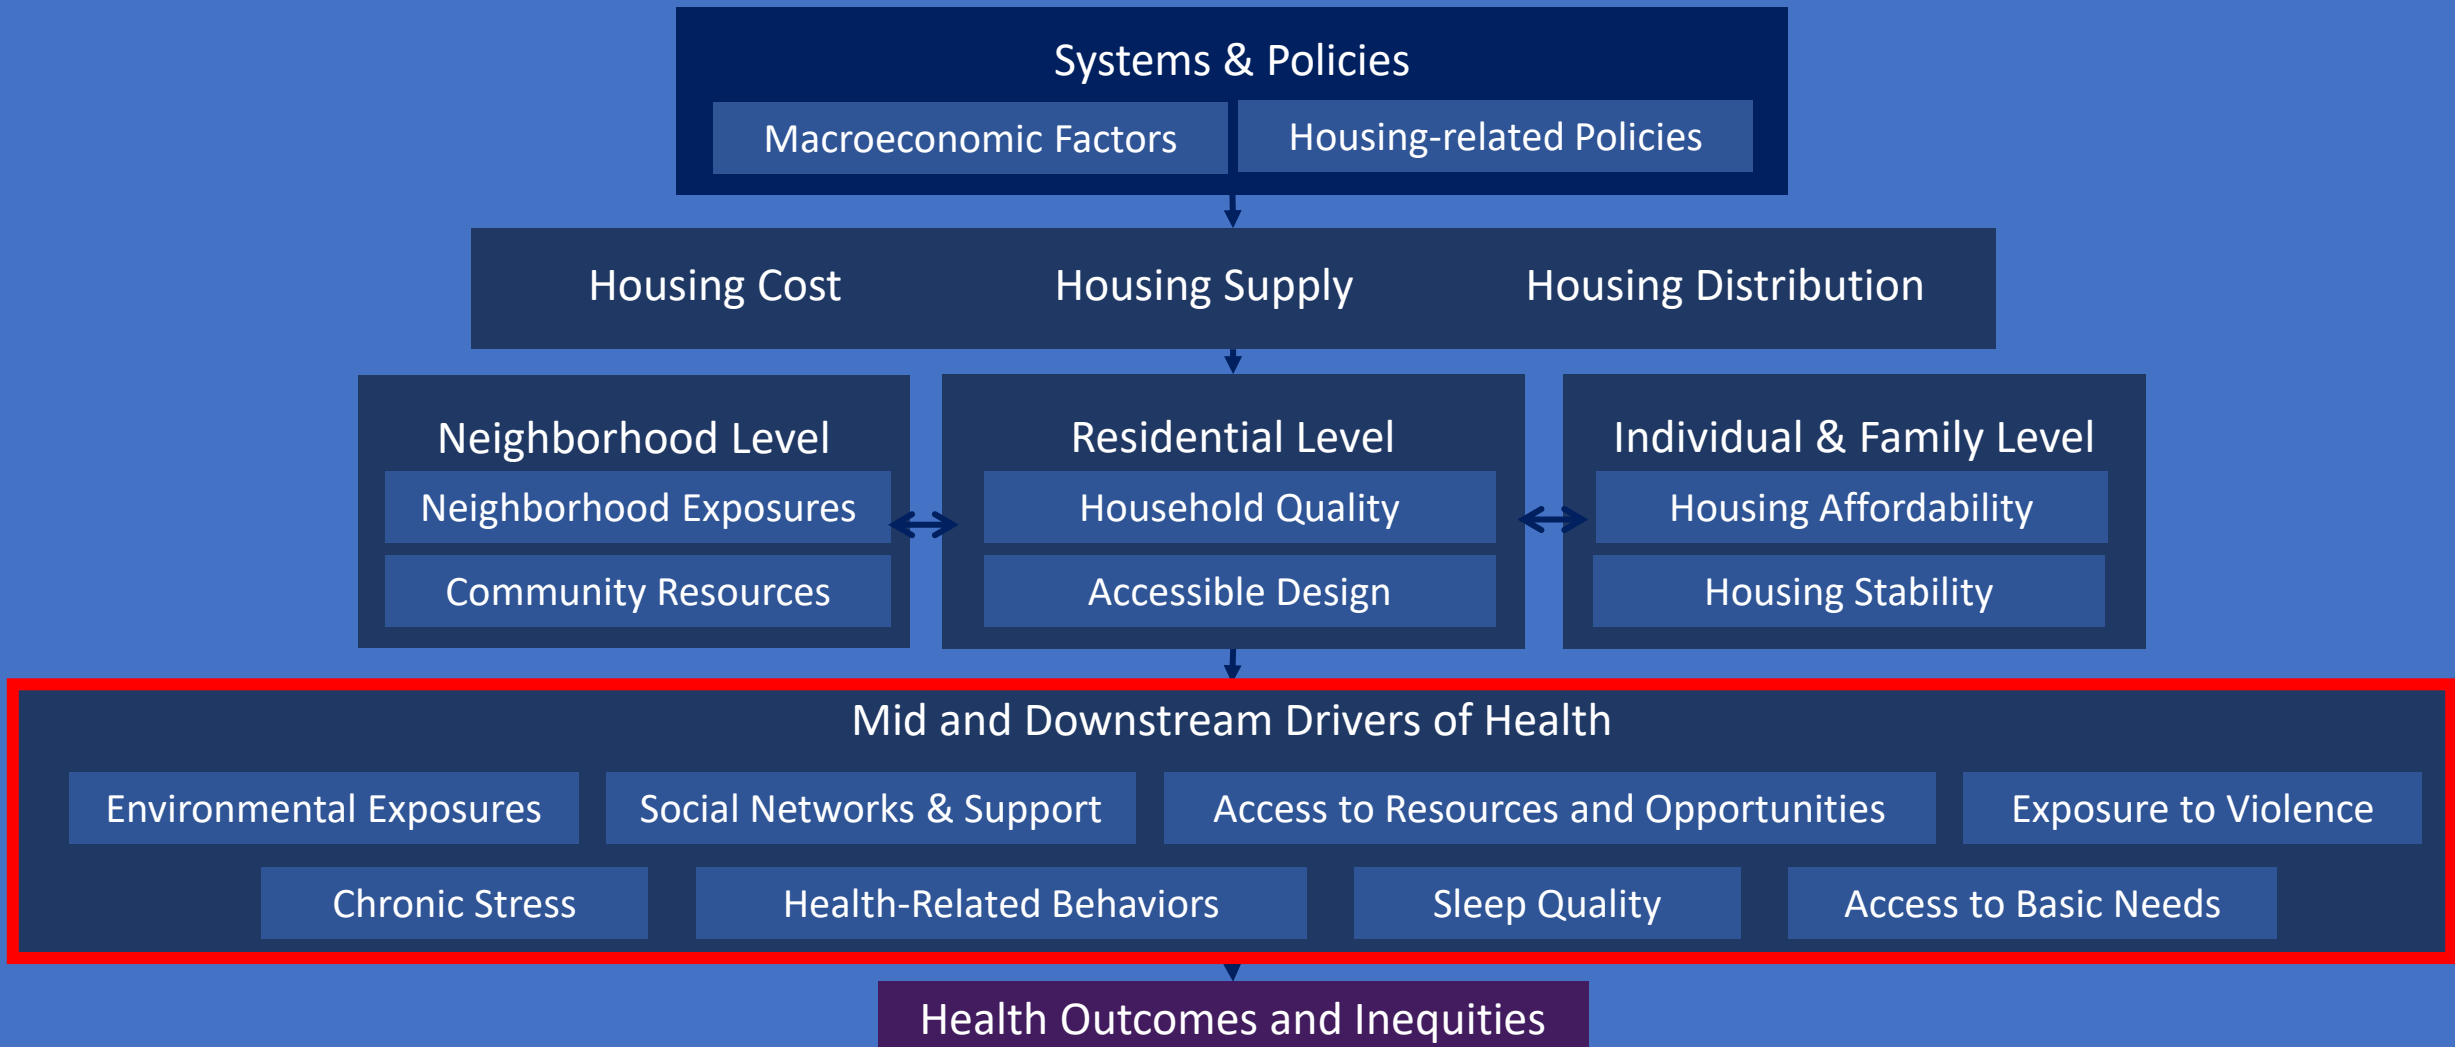 Systems & Policies
Macroeconomic Factors
Housing-related Policies
Housing Cost
Housing Supply
Housing Distribution
Neighborhood Level
Neighborhood Exposures
Community Resources
Residential Level
Household Quality
Accessible Design
Individual & Family Level
Housing Affordability
Housing Stability
Mid and Downstream Drivers of Health
Environmental Exposures
Social Networks & Support
Access to Resources and Opportunities
Exposure to Violence
Chronic Stress
Health-Related Behaviors
Sleep Quality
Access to Basic Needs
Health Outcomes and Inequities